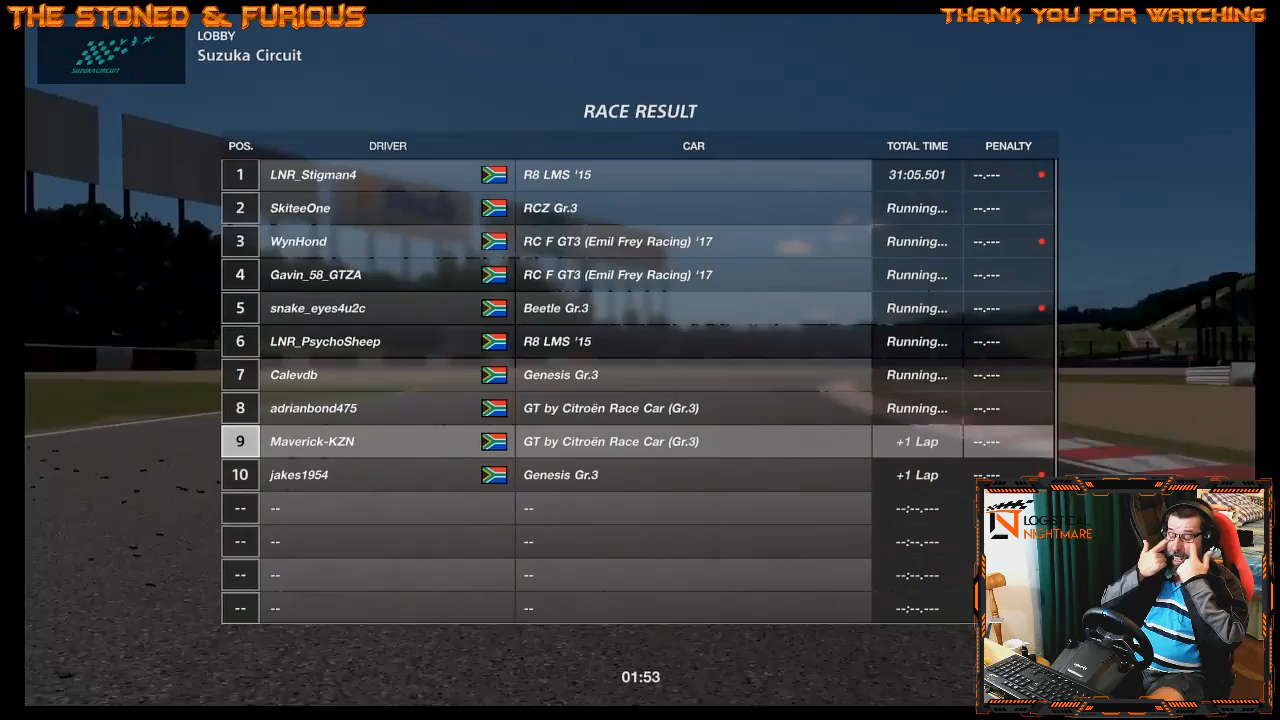 THE STONED & FURIOUS
THANK YOU FOR WATCHING
LOBBY
Suzuka Circuit
SUZUKA CIRCUIT
RACE RESULT
POS. DRIVER CAR TOTAL TIME PENALTY
1 LNR_Stigman4 R8 LMS '15 31:05.501 --.---
2 SkiteeOne RCZ Gr.3 Running... --.---
3 WynHond RC F GT3 (Emil Frey Racing) '17 Running... --.---
4 Gavin_58_GTZA RC F GT3 (Emil Frey Racing) '17 Running... --.---
5 snake_eyes4u2c Beetle Gr.3 Running... --.---
6 LNR_PsychoSheep R8 LMS '15 Running... --.---
7 Calevdb Genesis Gr.3 Running... --.---
8 adrianbond475 GT by Citroën Race Car (Gr.3) Running... --.---
9 Maverick-KZN GT by Citroën Race Car (Gr.3) +1 Lap --.---
10 jakes1954 Genesis Gr.3 +1 Lap --.---
-- -- -- --:--.---
-- -- -- --:--.---
-- -- -- --:--.---
-- -- -- --:--.---
LOGISTICAL
NIGHTMARE
01:53